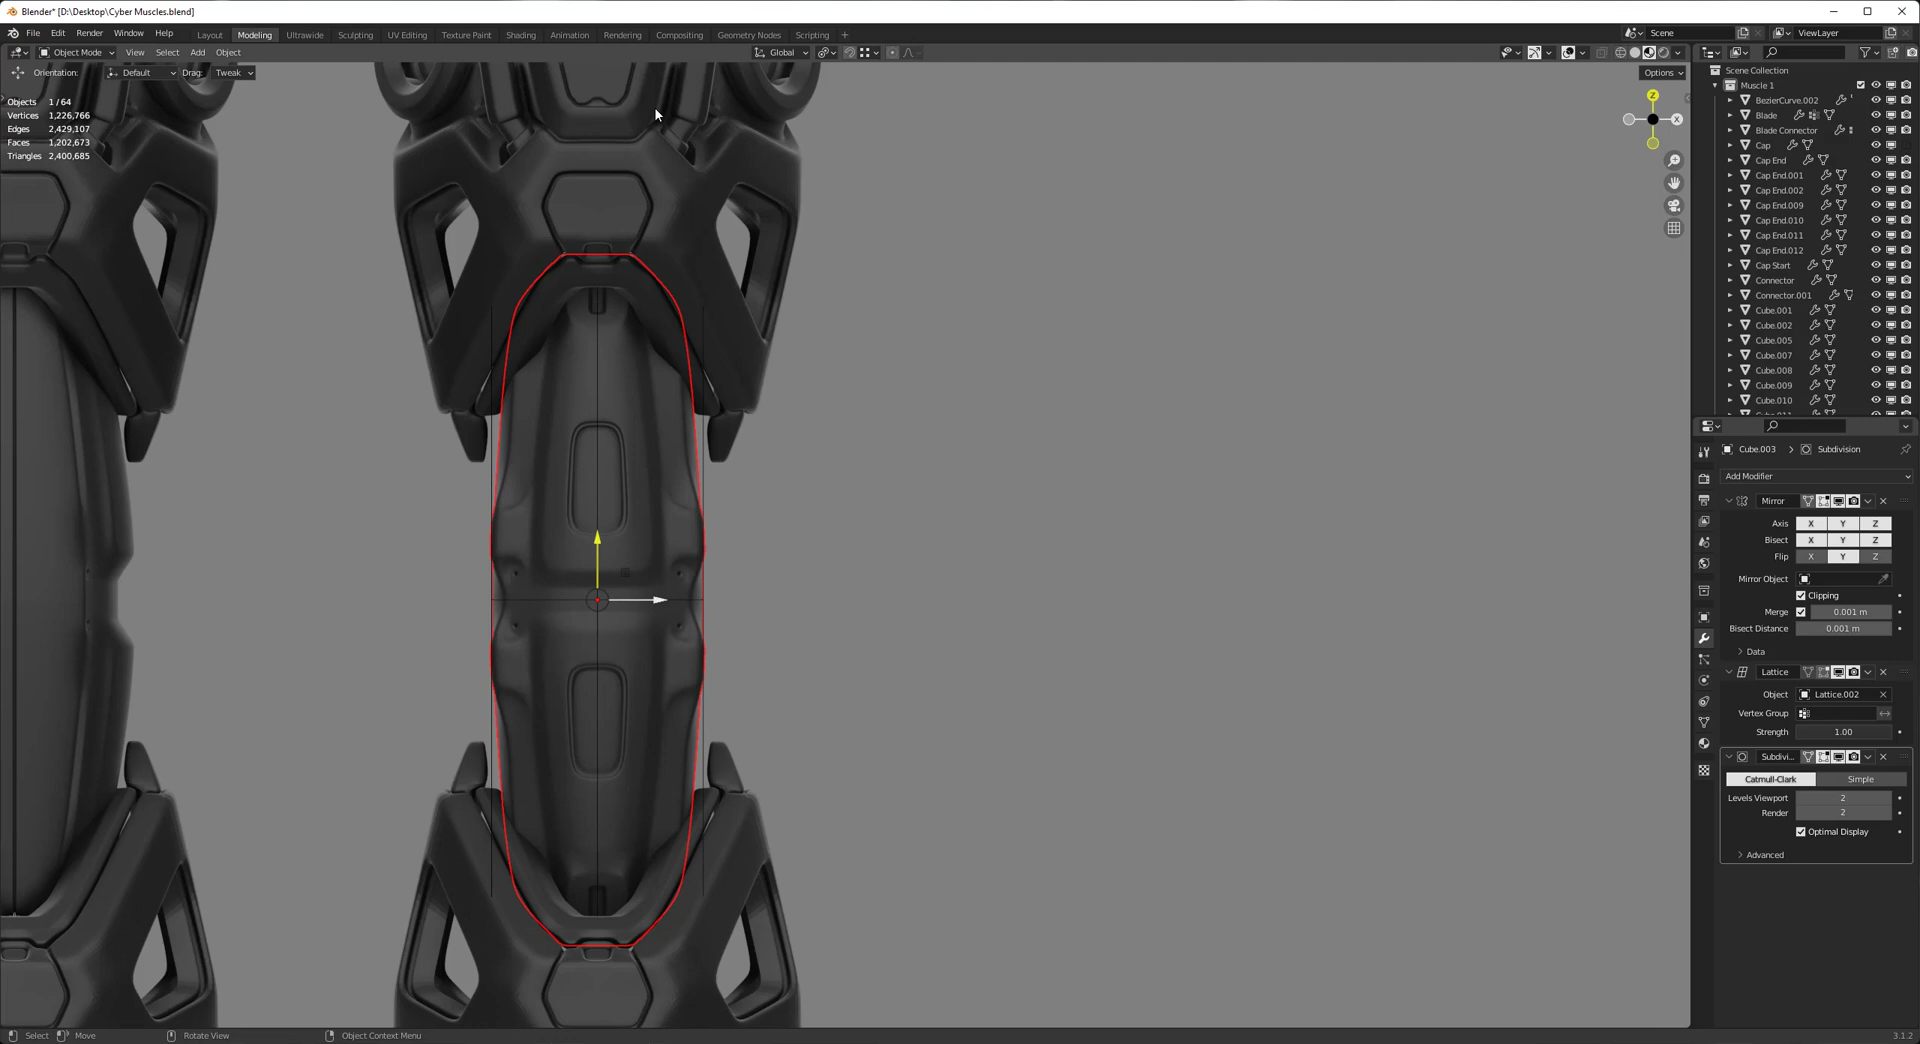 Blender* [D:\Desktop\Cyber Muscles.blend]
File Edit Render Window Help Layout Modeling Ultrawide Sculpting UV Editing Texture Paint Shading Animation Rendering Compositing Geometry Nodes Scripting + Scene ViewLayer
Object Mode View Select Add Object Global
Orientation: Default Drag: Tweak Options
Objects 1 / 64
Vertices 1,226,766
Edges 2,429,107
Faces 1,202,673
Triangles 2,400,685
Z
X
Scene Collection
Muscle 1
BezierCurve.002
Blade
Blade Connector
Cap
Cap End
Cap End.001
Cap End.002
Cap End.009
Cap End.010
Cap End.011
Cap End.012
Cap Start
Connector
Connector.001
Cube.001
Cube.002
Cube.005
Cube.007
Cube.008
Cube.009
Cube.010
Cube.003 > Subdivision
Add Modifier
Mirror
Axis X Y Z
Bisect X Y Z
Flip X Y Z
Mirror Object
Clipping
Merge 0.001 m
Bisect Distance 0.001 m
> Data
Lattice
Object Lattice.002
Vertex Group
Strength 1.00
Subdivi...
Catmull-Clark Simple
Levels Viewport 2
Render 2
Optimal Display
> Advanced
Select Move Rotate View Object Context Menu 3.1.2